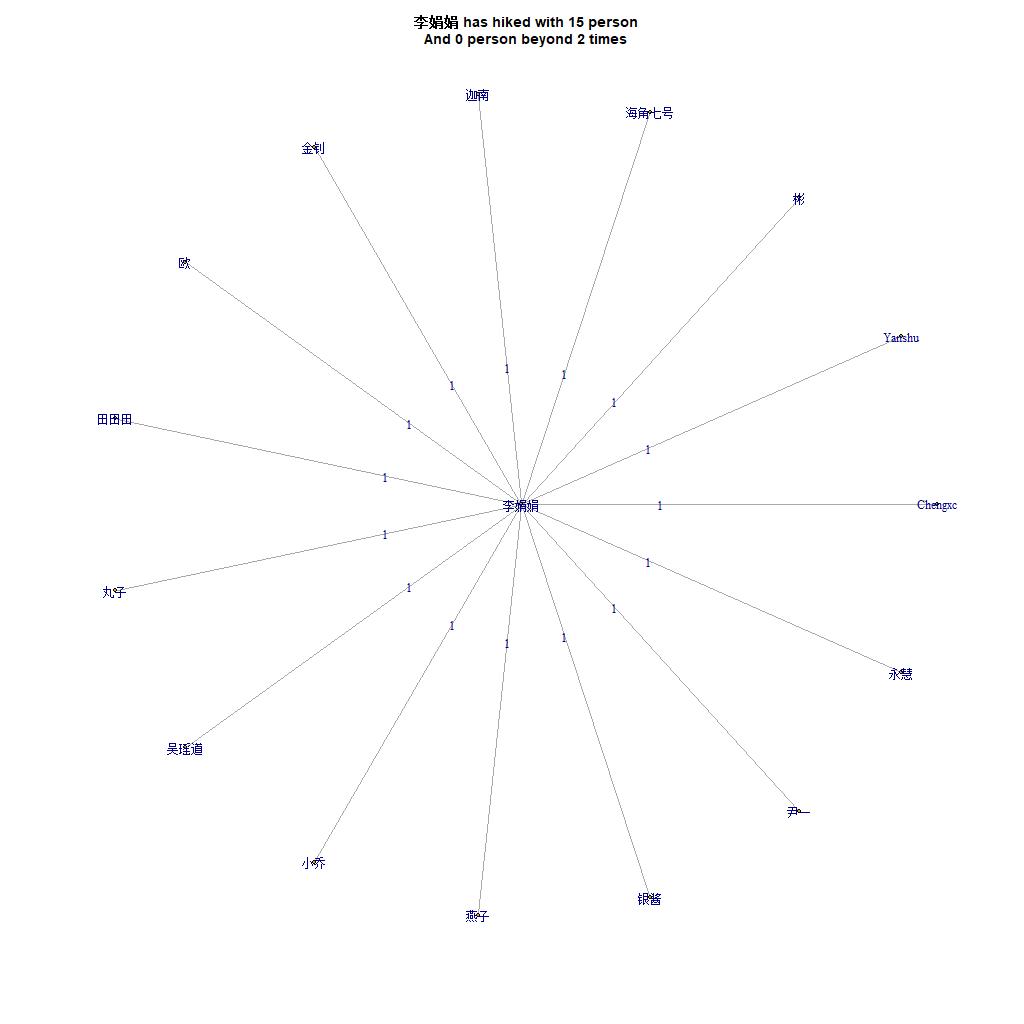 李娟娟 has hiked with 15 person
And 0 person beyond 2 times
迦南
海角七号
金钊
彬
欧
Yanshu
1
1
1
1
田困田
1
1
1
李娟娟
1
Chengxc
1
1
丸子
1
1
1
1
1
永慧
吴瑶道
尹一
小乔
银酱
燕子